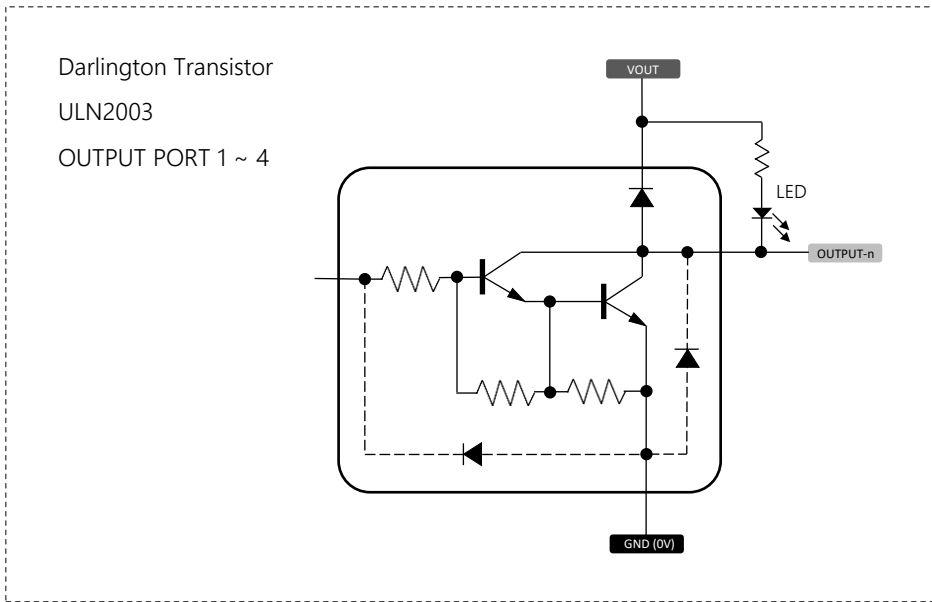 Darlington Transistor
ULN2003
OUTPUT PORT 1 ~ 4
VOUT
LED
OUTPUT-n
GND (0V)